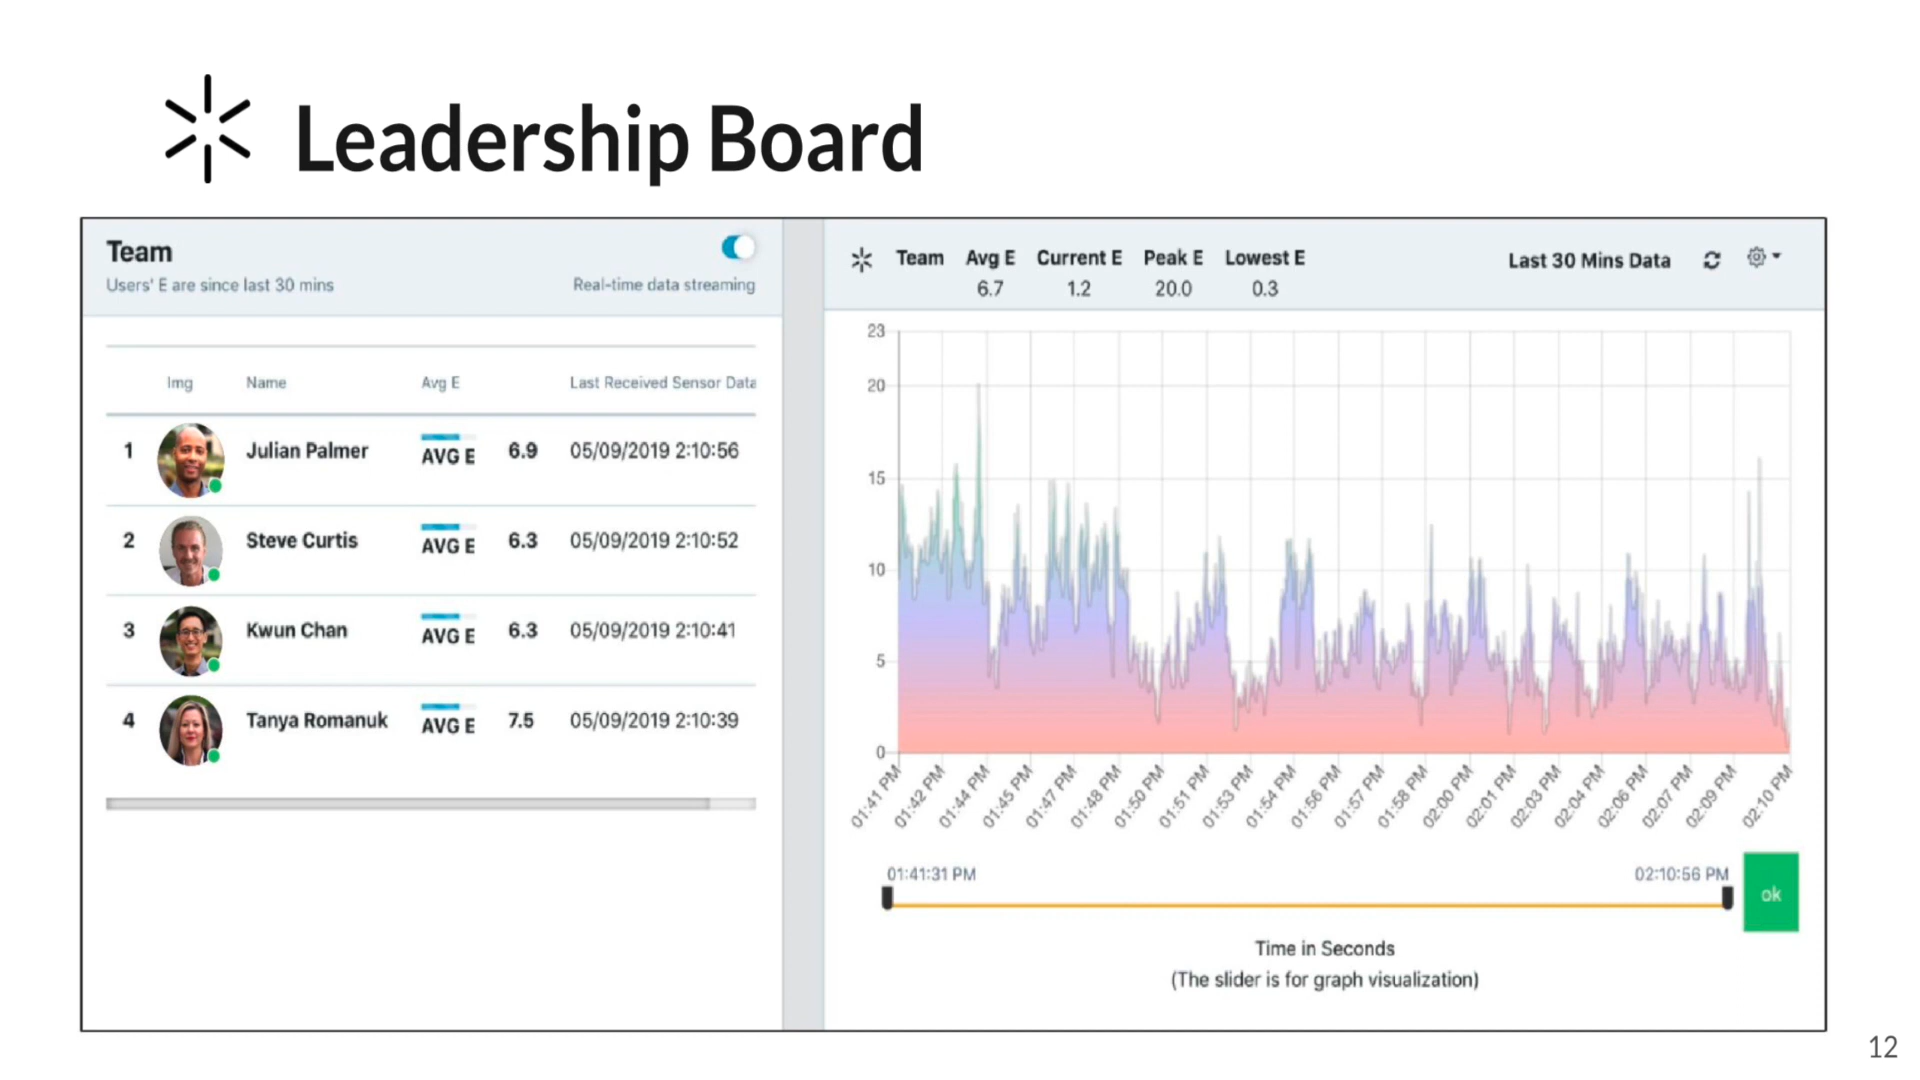 Leadership Board
Team
Users' E are since last 30 mins
Real-time data streaming
Img Name Avg E Last Received Sensor Data
1 Julian Palmer AVG E 6.9 05/09/2019 2:10:56
2 Steve Curtis AVG E 6.3 05/09/2019 2:10:52
3 Kwun Chan AVG E 6.3 05/09/2019 2:10:41
4 Tanya Romanuk AVG E 7.5 05/09/2019 2:10:39
Team Avg E Current E Peak E Lowest E Last 30 Mins Data
6.7 1.2 20.0 0.3
23
20
15
10
5
0
01:41 PM 01:42 PM 01:44 PM 01:45 PM 01:47 PM 01:48 PM 01:50 PM 01:51 PM 01:53 PM 01:54 PM 01:56 PM 01:57 PM 01:58 PM 02:00 PM 02:01 PM 02:03 PM 02:04 PM 02:06 PM 02:07 PM 02:09 PM 02:10 PM
01:41:31 PM 02:10:56 PM
ok
Time in Seconds
(The slider is for graph visualization)
12